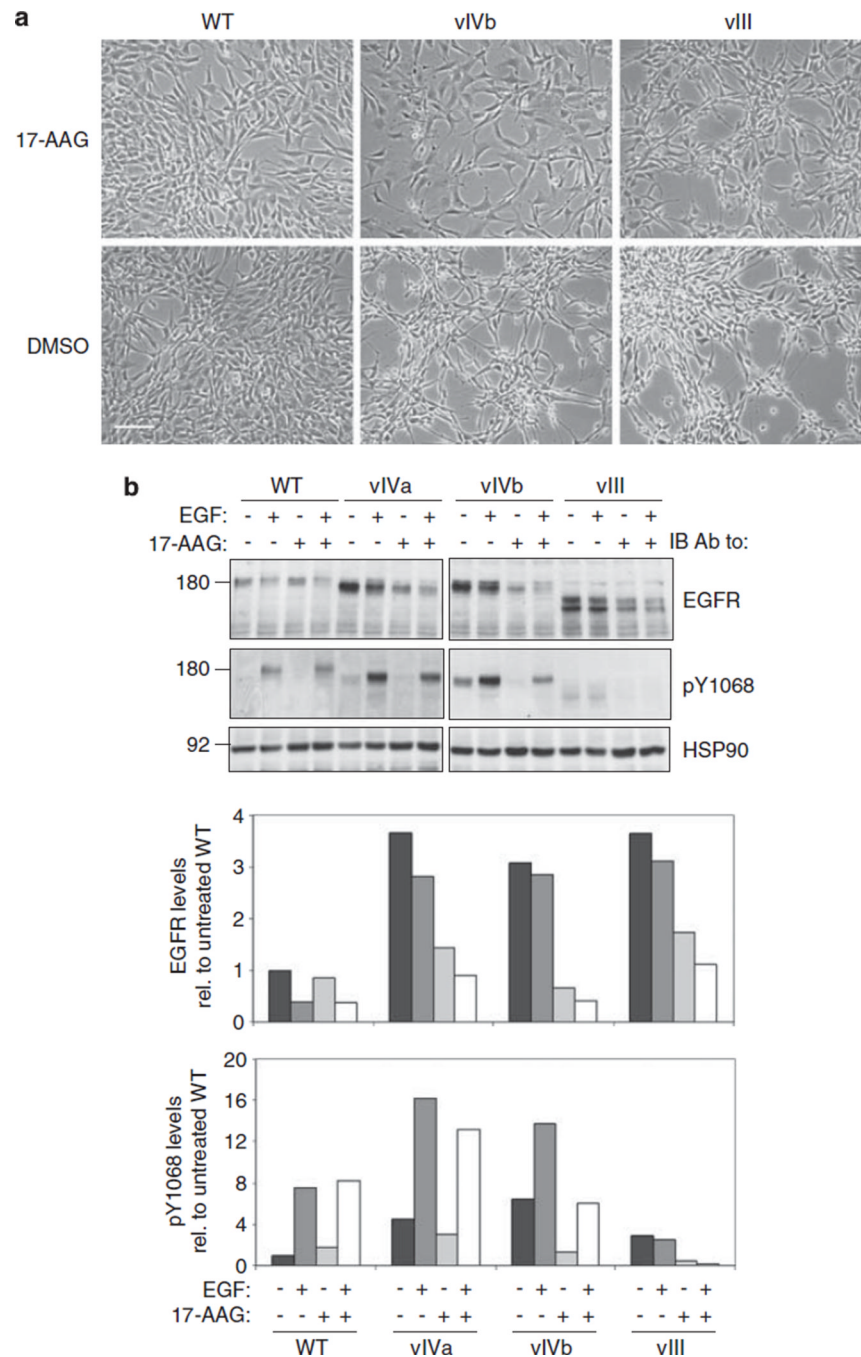 a
WT vIVb vIII
17-AAG
DMSO
b
WT vIVa vIVb vIII
EGF: - + - + - + - + - + - + - + - +
17-AAG: - - + + - - + + - - + + - - + + IB Ab to:
180 EGFR
180 pY1068
92 HSP90
EGFR levels
rel. to untreated WT
4
3
2
1
0
pY1068 levels
rel. to untreated WT
20
16
12
8
4
0
EGF: - + - + - + - + - + - + - + - +
17-AAG: - - + + - - + + - - + + - - + +
WT vIVa vIVb vIII